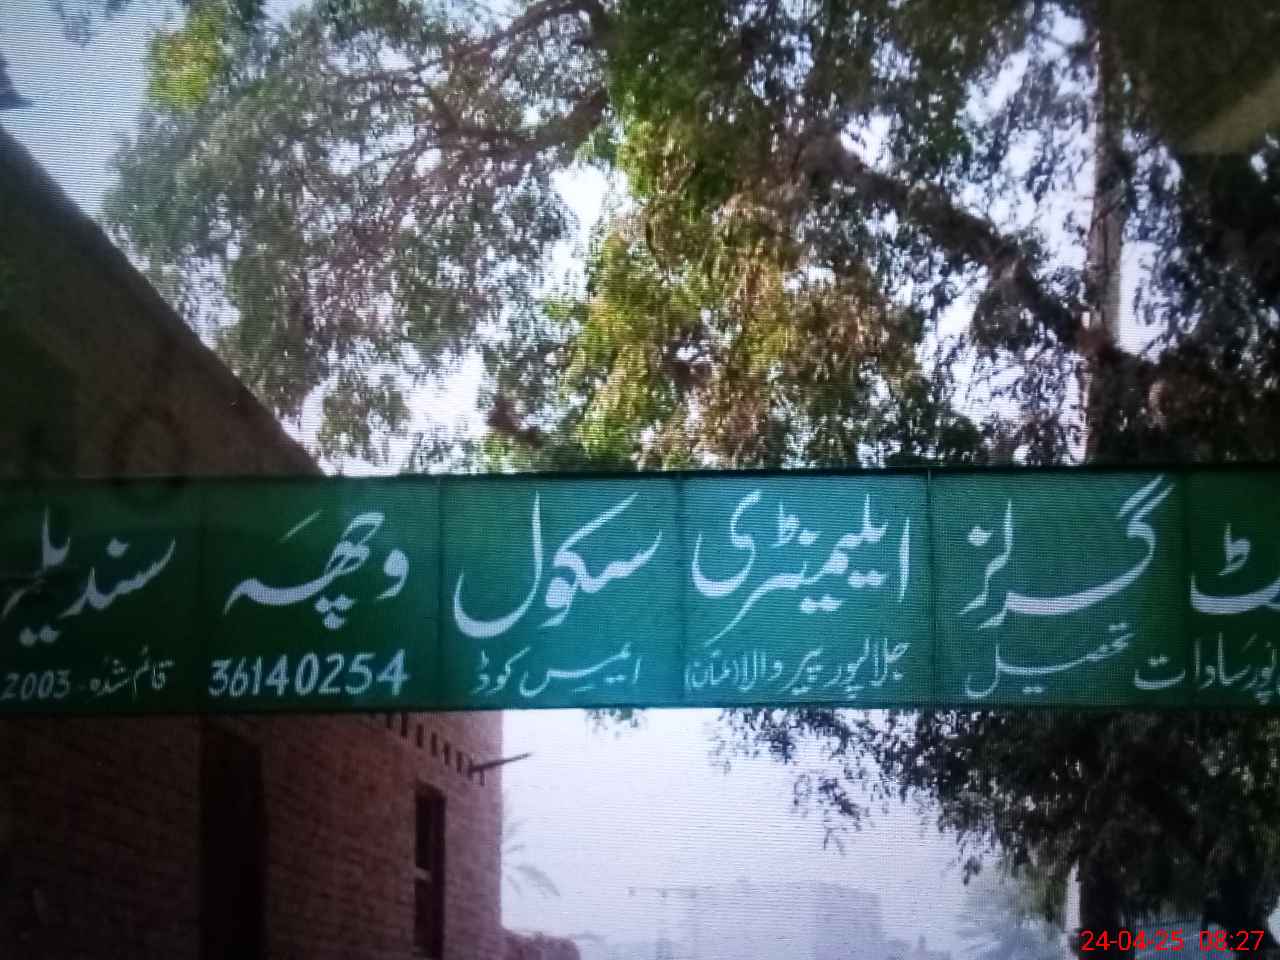 گرلز ایلیمنٹری سکول وچھہ سندیلہ
سادات تحصیل جلالپور پیر والا (ملتان) ایمس کوڈ 36140254 قائم شدہ 2003
24-04-25 08:27